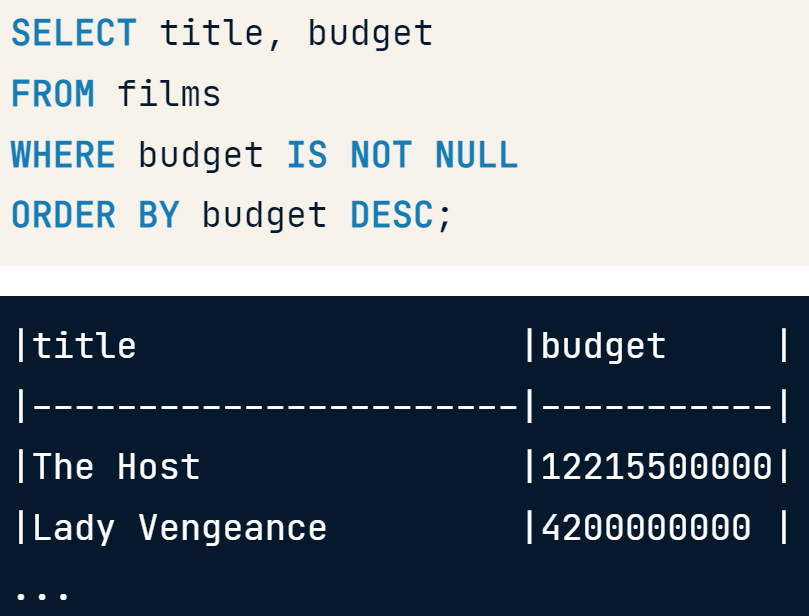 SELECT title, budget
FROM films
WHERE budget IS NOT NULL
ORDER BY budget DESC;
|title                  |budget     |
|-----------------------|-----------|
|The Host               |12215500000|
|Lady Vengeance         |4200000000 |
...